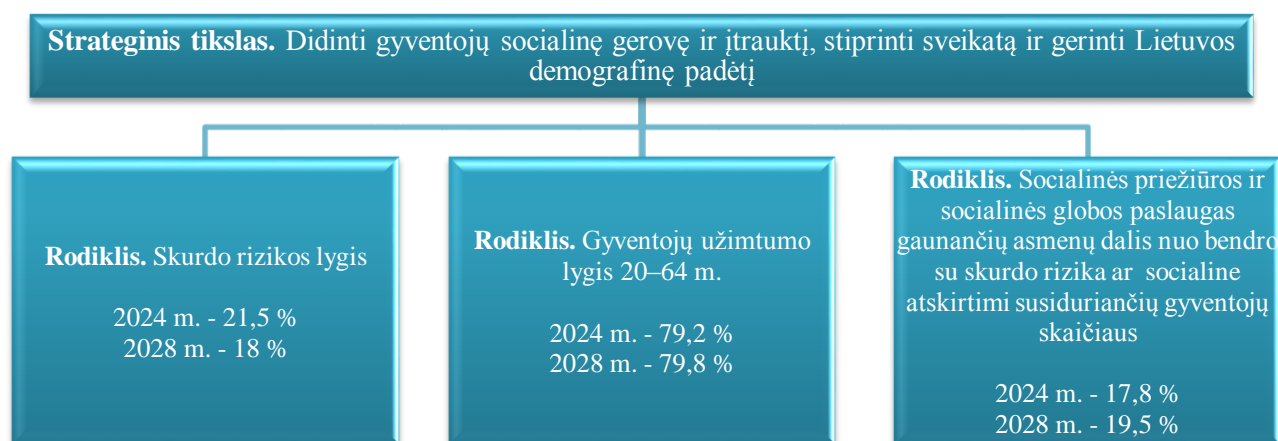 Strateginis tikslas. Didinti gyventojų socialinę gerovę ir įtrauktį, stiprinti sveikatą ir gerinti Lietuvos
demografinę padėtį
Rodiklis. Skurdo rizikos lygis
2024 m. - 21,5 %
2028 m. - 18 %
Rodiklis. Gyventojų užimtumo
lygis 20–64 m.
2024 m. - 79,2 %
2028 m. - 79,8 %
Rodiklis. Socialinės priežiūros ir
socialinės globos paslaugas
gaunančių asmenų dalis nuo bendro
su skurdo rizika ar socialine
atskirtimi susiduriančių gyventojų
skaičiaus
2024 m. - 17,8 %
2028 m. - 19,5 %